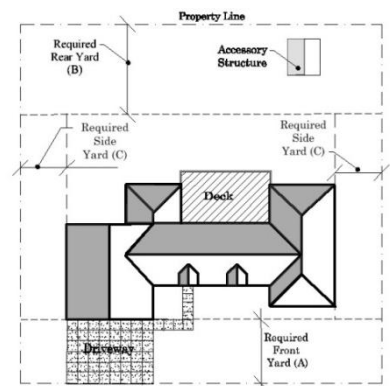 Property Line
Required
Rear Yard
(B)
Accessory
Structure
Required
Side
Yard (C)
Required
Side
Yard (C)
Deck
Required
Front
Yard (A)
Driveway